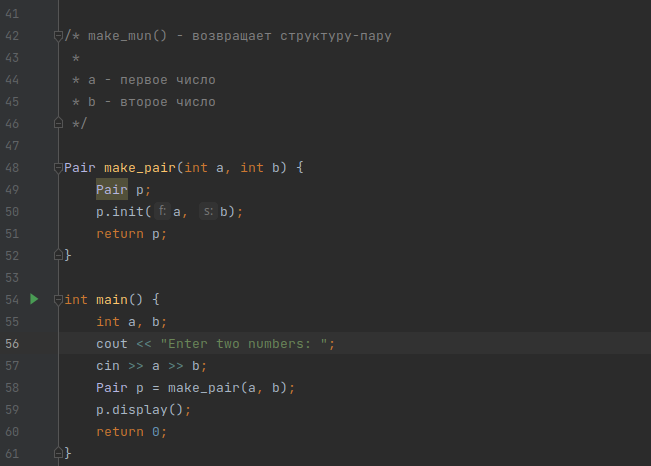 41
42 /* make_mun() - возвращает структуру-пару
43  *
44  * a - первое число
45  * b - второе число
46  */
47
48 Pair make_pair(int a, int b) {
49     Pair p;
50     p.init( f: a,  s: b);
51     return p;
52 }
53
54 int main() {
55     int a, b;
56     cout << "Enter two numbers: ";
57     cin >> a >> b;
58     Pair p = make_pair(a, b);
59     p.display();
60     return 0;
61 }